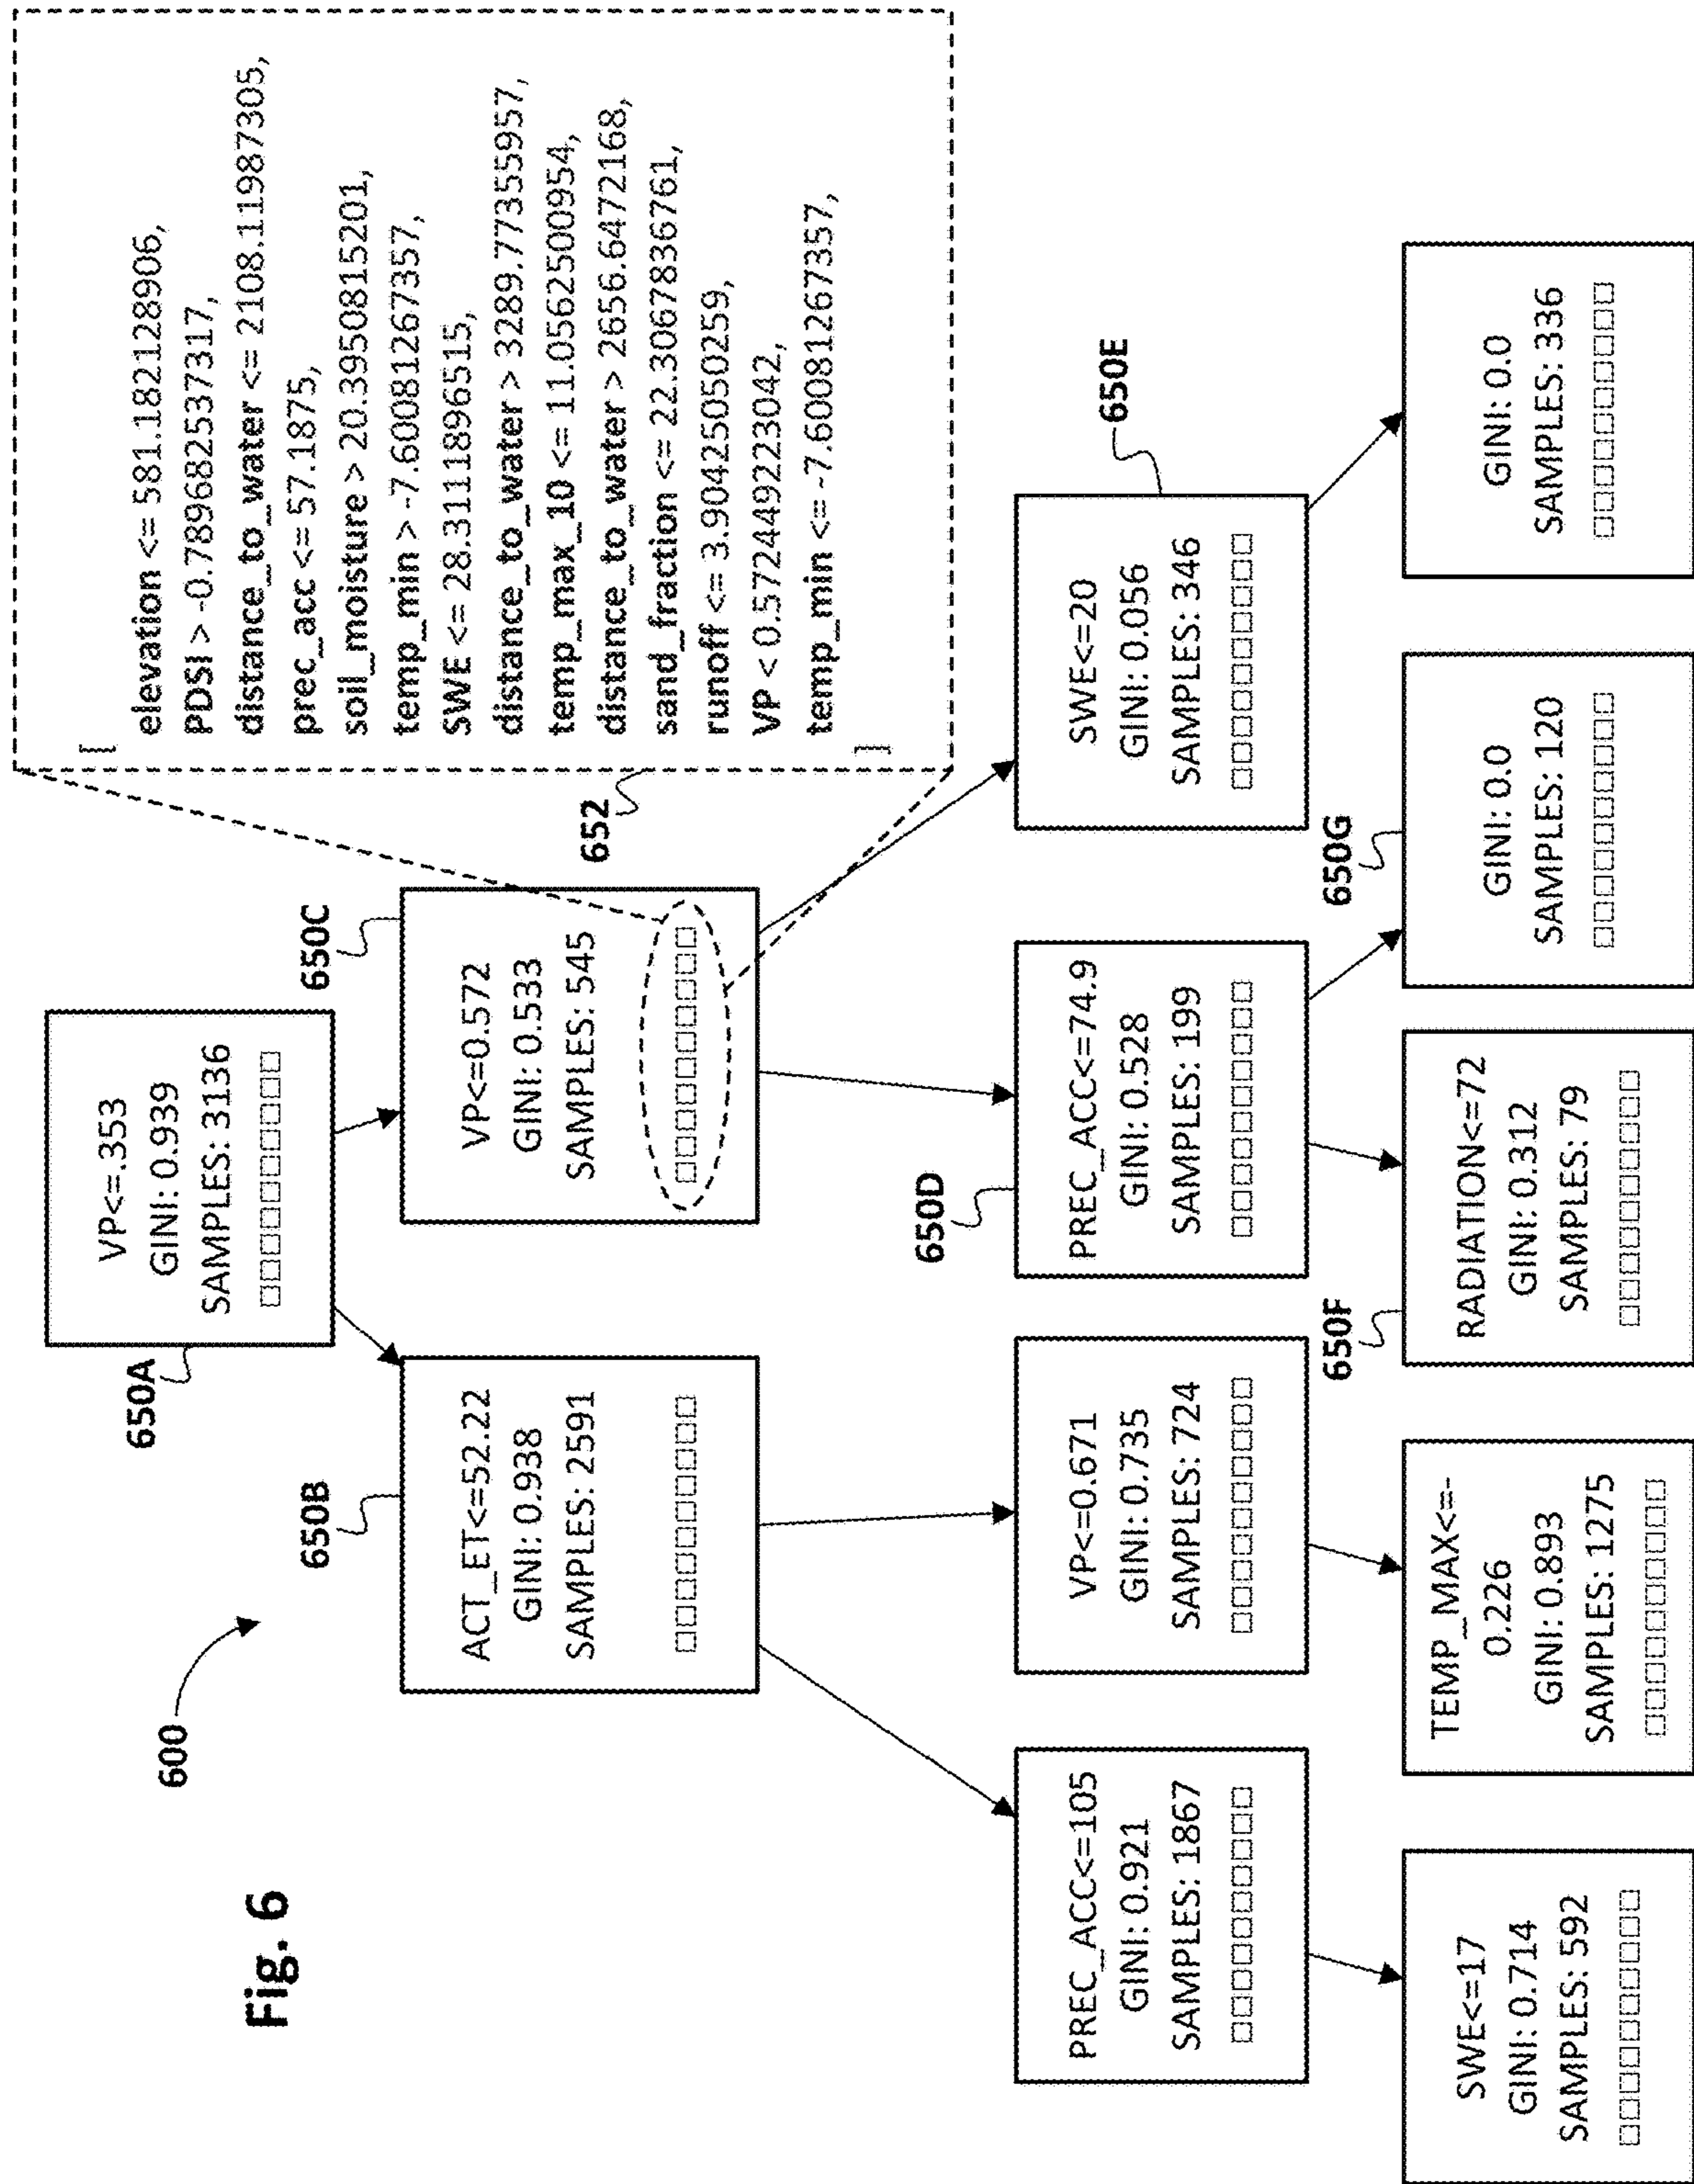 Fig. 6
600
650A
VP<=.353
GINI: 0.939
SAMPLES: 3136
650B
ACT_ET<=52.22
GINI: 0.938
SAMPLES: 2591
650C
VP<=0.572
GINI: 0.533
SAMPLES: 545
652
[
elevation <= 581.182128906,
PDSI > -0.789682537317,
distance_to_water <= 2108.11987305,
prec_acc <= 57.1875,
soil_moisture > 20.3950815201,
temp_min > -7.60081267357,
SWE <= 28.3111896515,
distance_to_water > 3289.77355957,
temp_max_10 <= 11.0562500954,
distance_to_water > 2656.6472168,
sand_fraction <= 22.3067836761,
runoff <= 3.90425050259,
VP < 0.572449223042,
temp_min <= -7.60081267357,
]
PREC_ACC<=105
GINI: 0.921
SAMPLES: 1867
VP<=0.671
GINI: 0.735
SAMPLES: 724
650D
PREC_ACC<=74.9
GINI: 0.528
SAMPLES: 199
650E
SWE<=20
GINI: 0.056
SAMPLES: 346
SWE<=17
GINI: 0.714
SAMPLES: 592
TEMP_MAX<=-
0.226
GINI: 0.893
SAMPLES: 1275
650F
RADIATION<=72
GINI: 0.312
SAMPLES: 79
650G
GINI: 0.0
SAMPLES: 120
GINI: 0.0
SAMPLES: 336